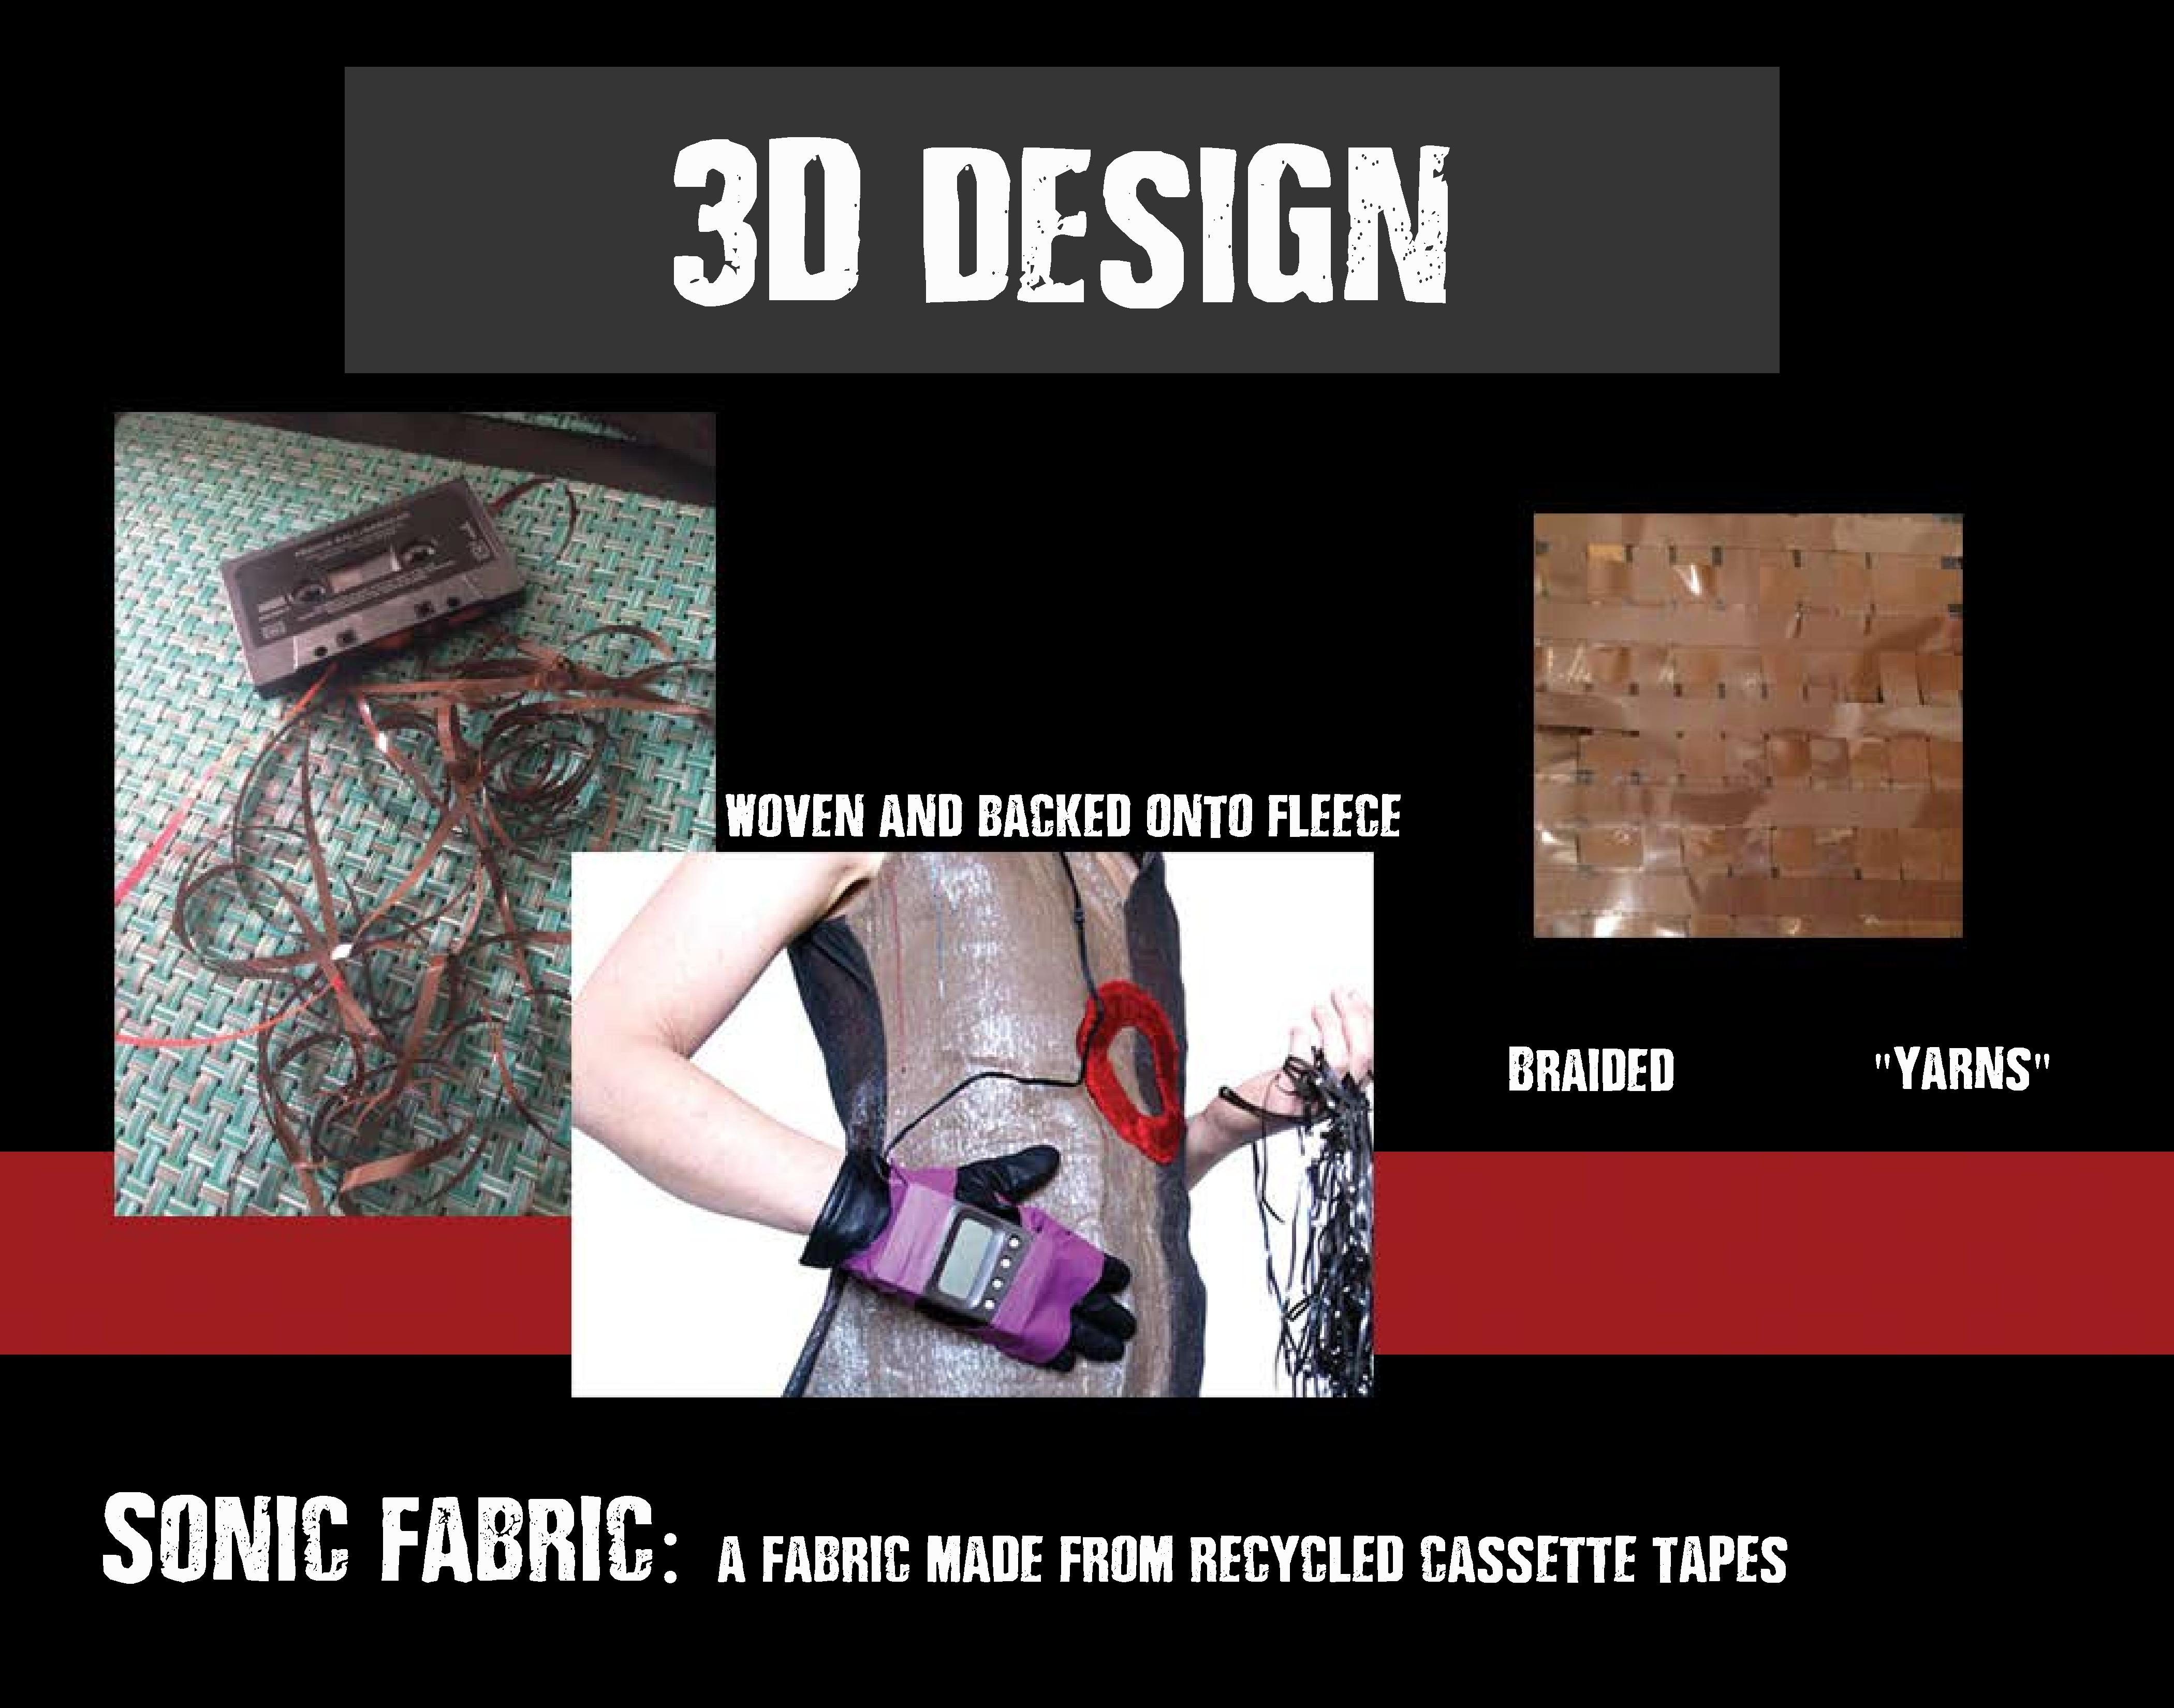 3D DESIGN
WOVEN AND BACKED ONTO FLEECE
BRAIDED "YARNS"
SONIC FABRIC: A FABRIC MADE FROM RECYCLED CASSETTE TAPES